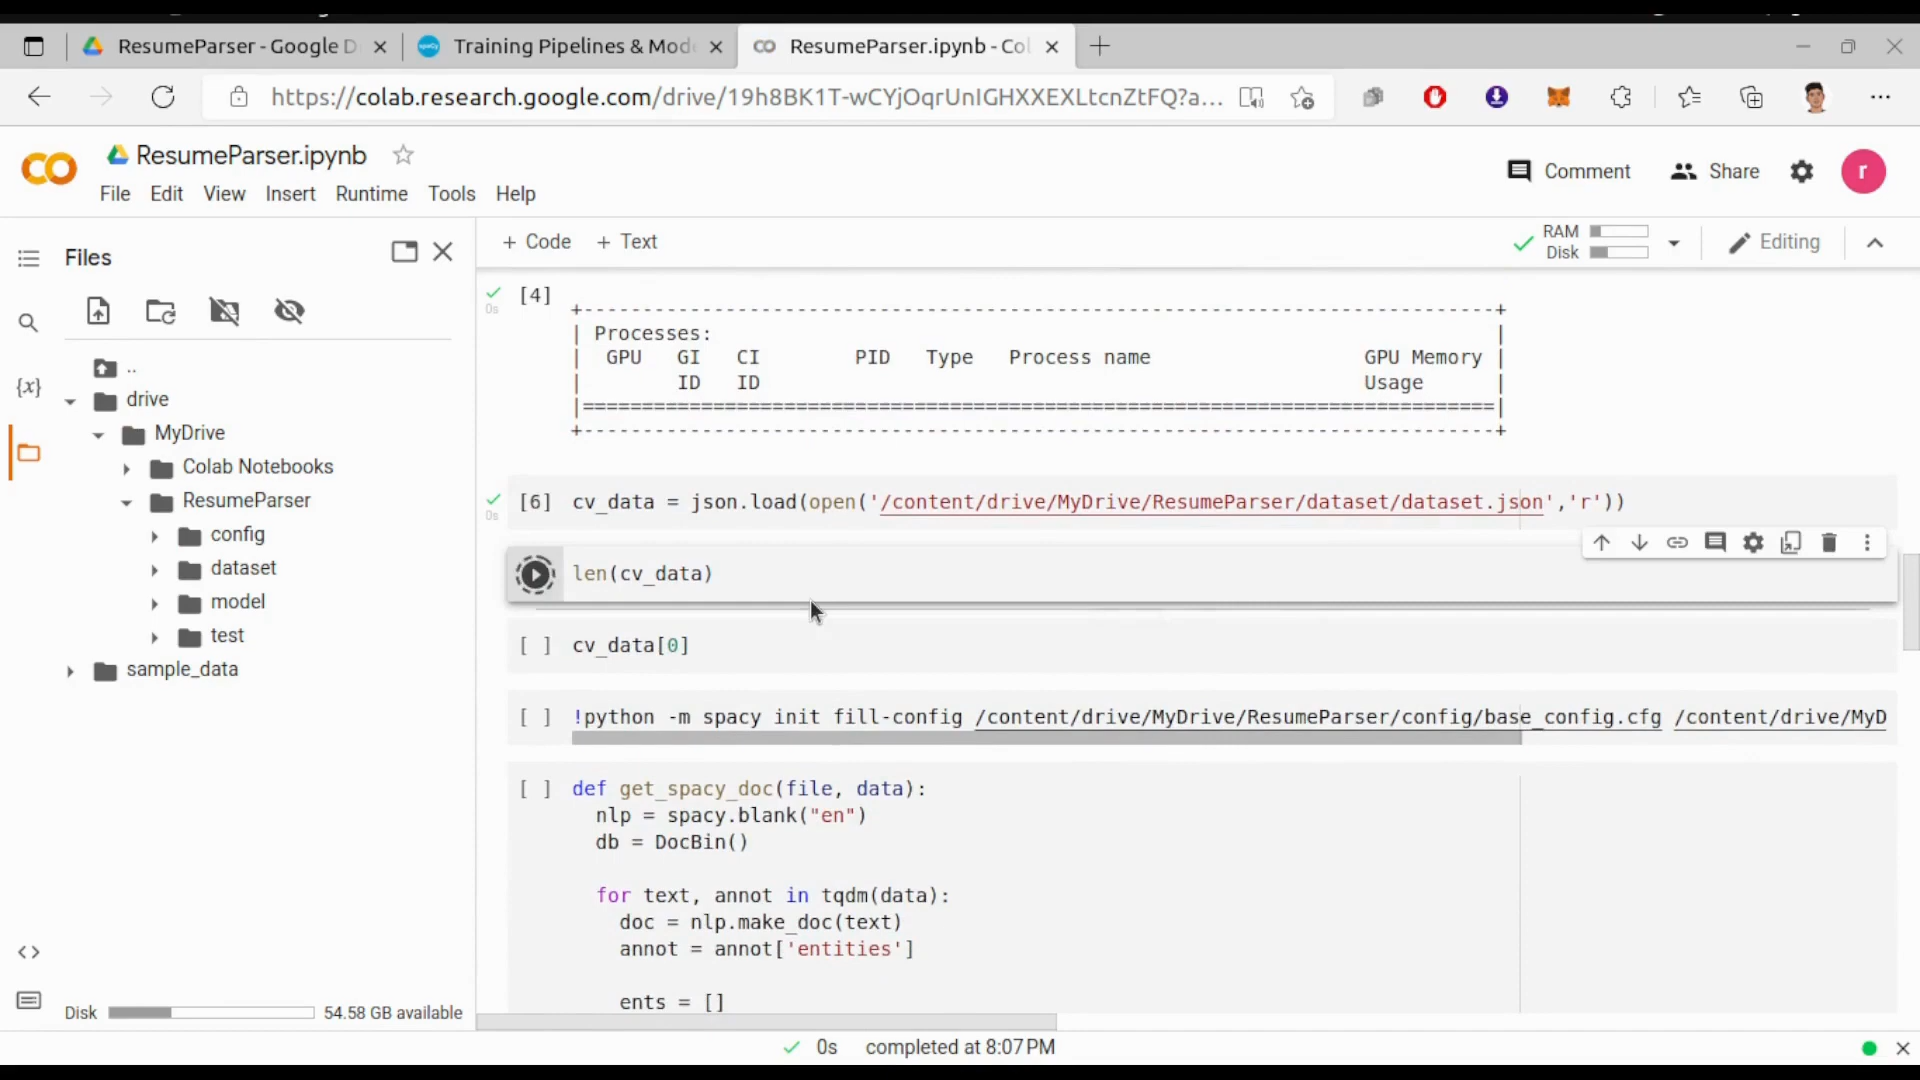 ResumeParser - Google D
Training Pipelines & Mod
ResumeParser.ipynb - Col
https://colab.research.google.com/drive/19h8BK1T-wCYjOqrUnIGHXXEXLtcnZtFQ?a...
ResumeParser.ipynb
File Edit View Insert Runtime Tools Help
Comment
Share
r
Files
+ Code + Text
RAM
Disk
Editing
..
drive
MyDrive
Colab Notebooks
ResumeParser
config
dataset
model
test
sample_data
{x}
<>
Disk 54.58 GB available
0s
[4]
+-----------------------------------------------------------------------------+
| Processes: |
| GPU GI CI PID Type Process name GPU Memory |
| ID ID Usage |
|=============================================================================|
+-----------------------------------------------------------------------------+
0s
[6] cv_data = json.load(open('/content/drive/MyDrive/ResumeParser/dataset/dataset.json','r'))
len(cv_data)
[ ] cv_data[0]
[ ] !python -m spacy init fill-config /content/drive/MyDrive/ResumeParser/config/base_config.cfg /content/drive/MyD
[ ] def get_spacy_doc(file, data):
nlp = spacy.blank("en")
db = DocBin()
for text, annot in tqdm(data):
doc = nlp.make_doc(text)
annot = annot['entities']
ents = []
0s completed at 8:07 PM